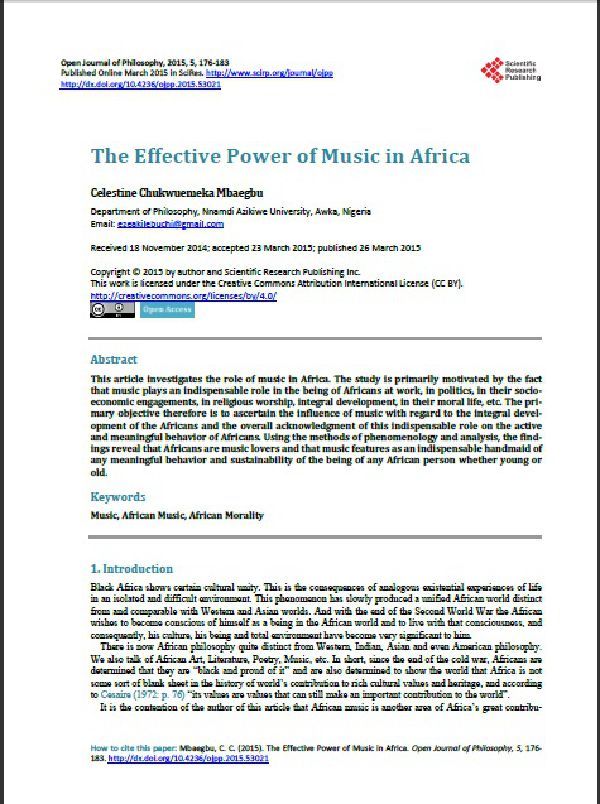 Open Journal of Philosophy, 2015, 5, 176-183
Published Online March 2015 in SciRes. http://www.scirp.org/journal/ojpp
http://dx.doi.org/10.4236/ojpp.2015.53021
Scientific
Research
Publishing
The Effective Power of Music in Africa
Celestine Chukwuemeka Mbaegbu
Department of Philosophy, Nnamdi Azikiwe University, Awka, Nigeria
Email: ezeakilebuchi@gmail.com
Received 18 November 2014; accepted 23 March 2015; published 26 March 2015
Copyright © 2015 by author and Scientific Research Publishing Inc.
This work is licensed under the Creative Commons Attribution International License (CC BY).
http://creativecommons.org/licenses/by/4.0/
cc BY Open Access
Abstract
This article investigates the role of music in Africa. The study is primarily motivated by the fact
that music plays an indispensable role in the being of Africans at work, in politics, in their socio-
economic engagements, in religious worship, integral development, in their moral life, etc. The pri-
mary objective therefore is to ascertain the influence of music with regard to the integral devel-
opment of the Africans and the overall acknowledgment of this indispensable role on the active
and meaningful behavior of Africans. Using the methods of phenomenology and analysis, the find-
ings reveal that Africans are music lovers and that music features as an indispensable handmaid of
any meaningful behavior and sustainability of the being of any African person whether young or
old.
Keywords
Music, African Music, African Morality
1. Introduction
Black Africa shows certain cultural unity. This is the consequences of analogous existential experiences of life
in an isolated and difficult environment. This phenomenon has slowly produced a unified African world distinct
from and comparable with Western and Asian worlds. And with the end of the Second World War the African
wishes to become conscious of himself as a being in the African world and to live with that consciousness, and
consequently, his culture, his being and total environment have become very significant to him.
There is now African philosophy quite distinct from Western, Indian, Asian and even American philosophy.
We also talk of African Art, Literature, Poetry, Music, etc. In short, since the end of the cold war, Africans are
determined that they are "black and proud of it" and are also determined to show the world that Africa is not
some sort of blank sheet in the history of world's contribution to rich cultural values and heritage, and according
to Cesaire (1972: p. 76) "its values are values that can still make an important contribution to the world".
It is the contention of the author of this article that African music is another area of Africa's great contribu-
How to cite this paper: Mbaegbu, C. C. (2015). The Effective Power of Music in Africa. Open Journal of Philosophy, 5, 176-
183. http://dx.doi.org/10.4236/ojpp.2015.53021